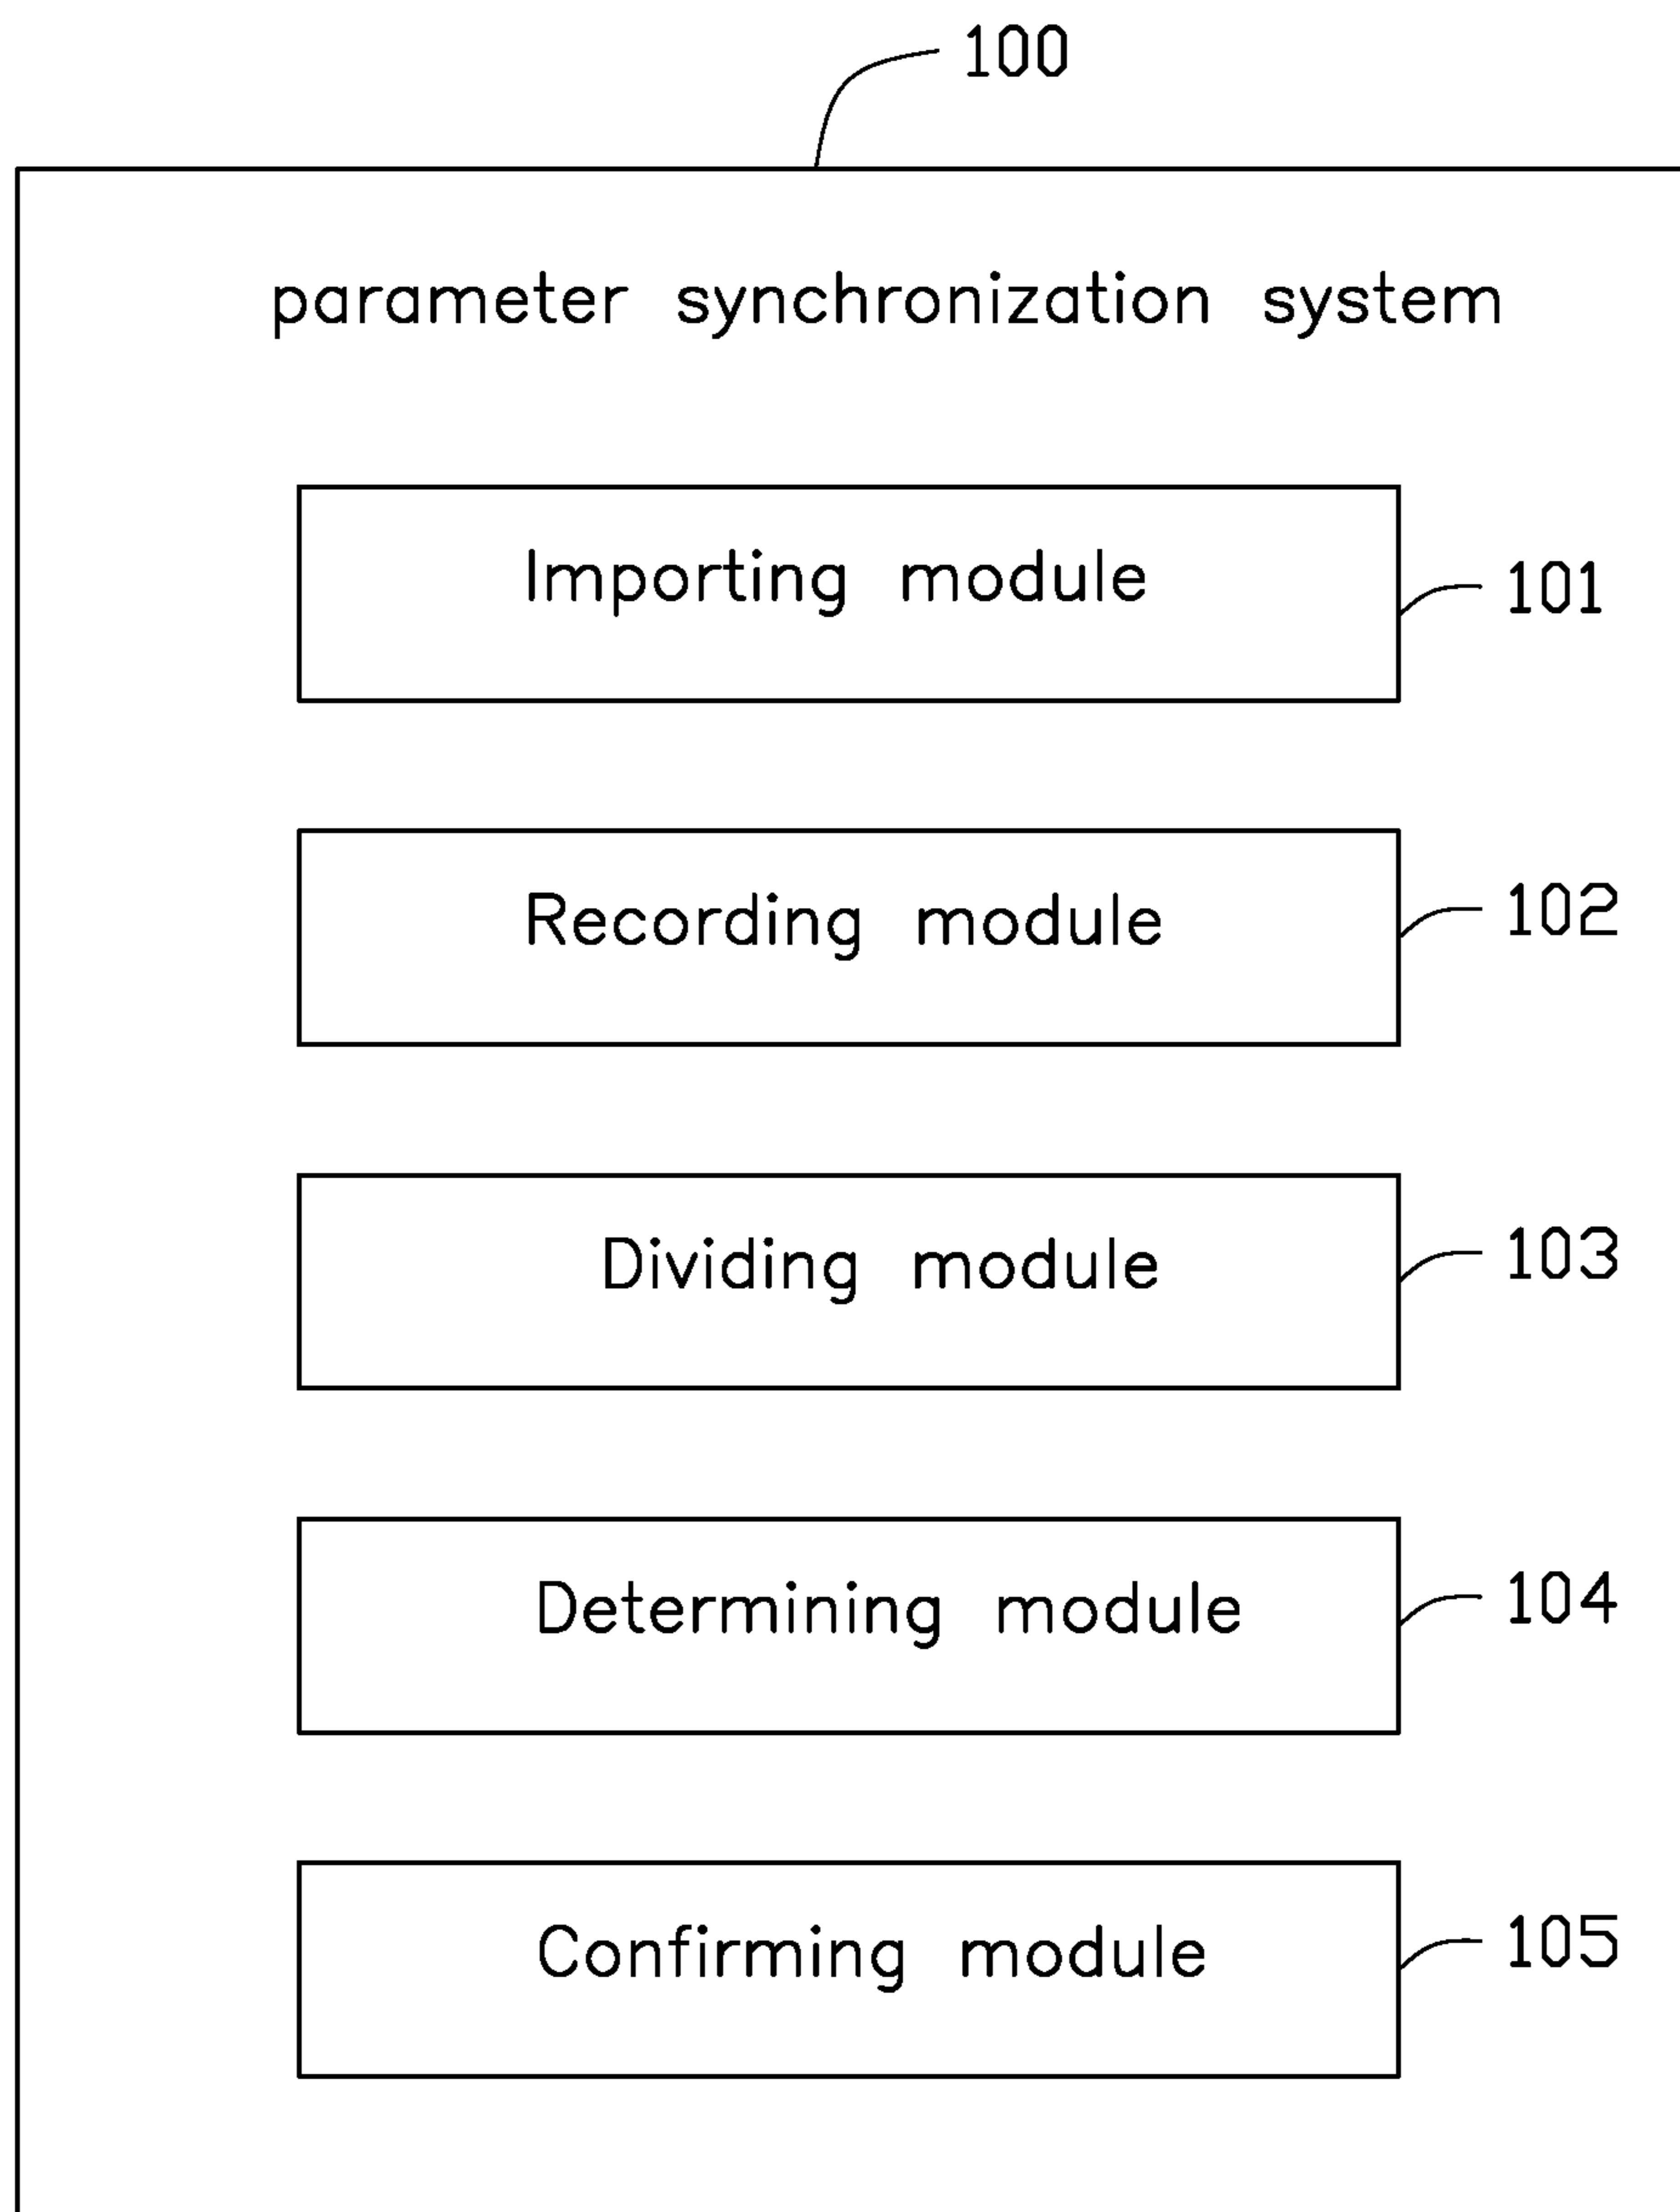 100
parameter synchronization system
Importing module
101
Recording module
102
Dividing module
103
Determining module
104
Confirming module
105